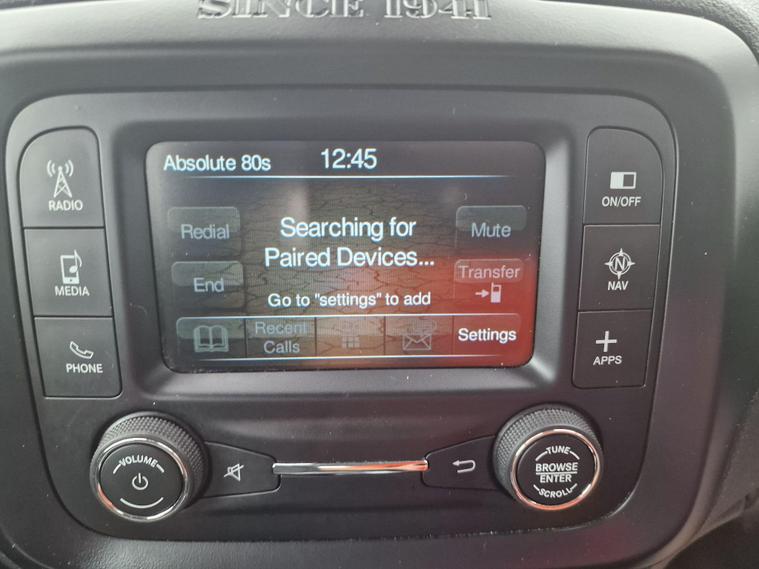 SINCE 1941
Absolute 80s 12:45
RADIO
MEDIA
PHONE
Redial
End
Searching for
Paired Devices...
Go to "settings" to add
Mute
Transfer
Recent
Calls
Settings
ON/OFF
N
NAV
APPS
VOLUME
TUNE
BROWSE
ENTER
SCROLL